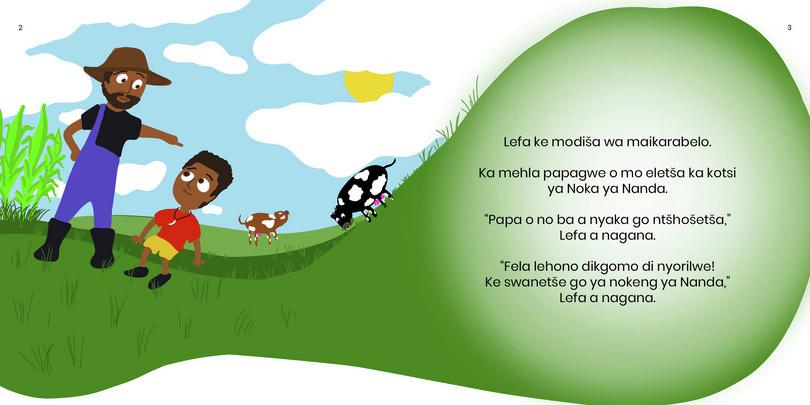 2
3
Lefa ke modiša wa maikarabelo.
Ka mehla papagwe o mo eletša ka kotsi
ya Noka ya Nanda.
“Papa o no ba a nyaka go ntšhošetša,”
Lefa a nagana.
“Fela lehono dikgomo di nyorilwe!
Ke swanetše go ya nokeng ya Nanda,”
Lefa a nagana.